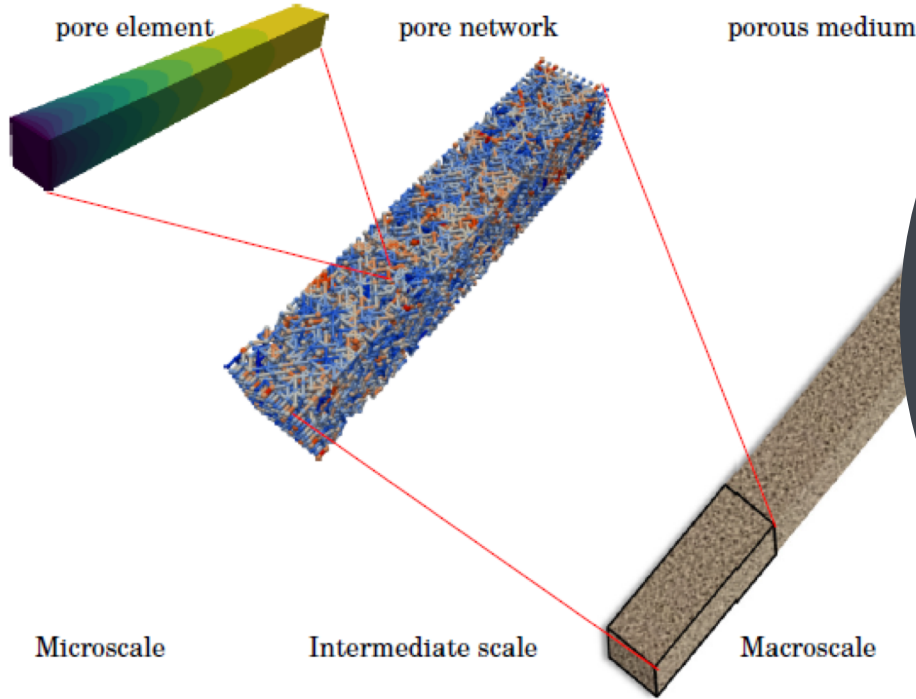 pore element
pore network
porous medium
Microscale
Intermediate scale
Macroscale